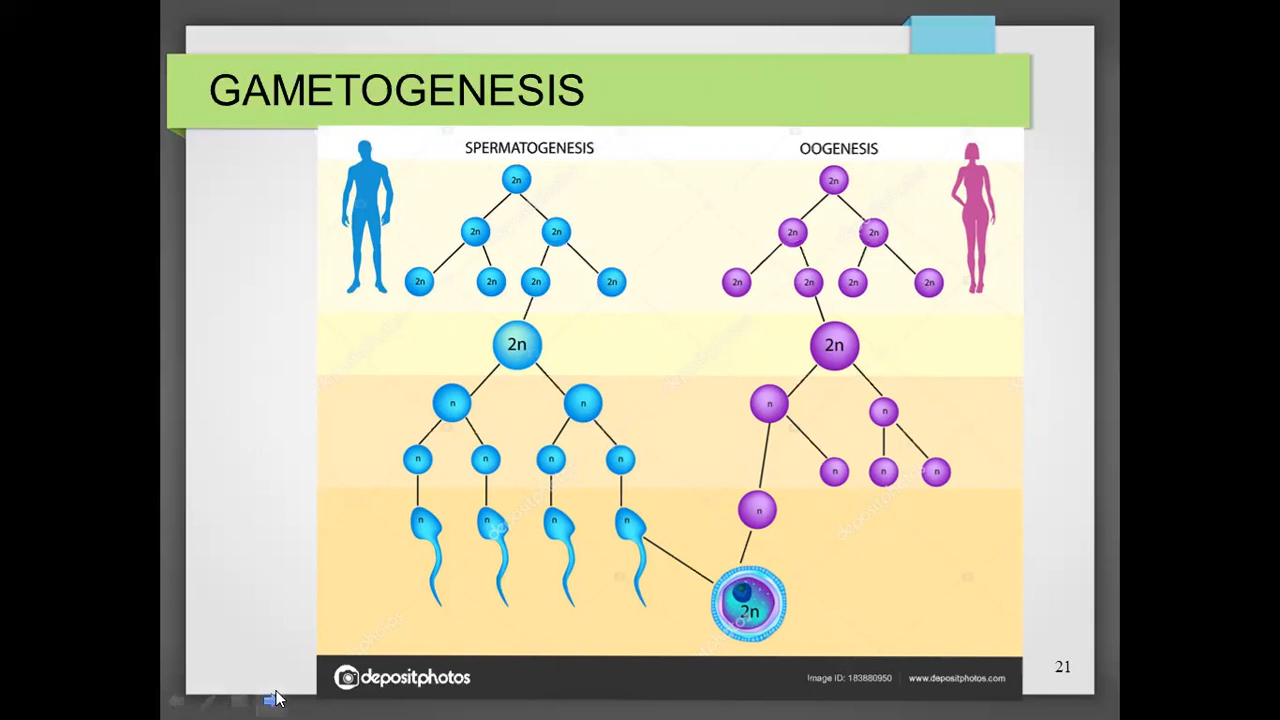 GAMETOGENESIS
SPERMATOGENESIS
OOGENESIS
2n
2n
2n 2n
2n 2n
2n 2n 2n 2n
2n 2n 2n 2n
2n
2n
n n
n n
n n n n
n n n
n n n n
n
2n
depositphotos
Image ID: 183880950 | www.depositphotos.com
21